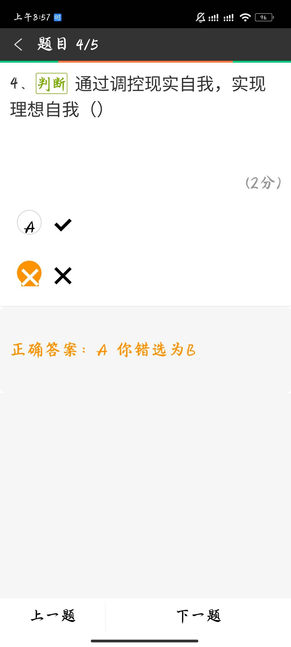 上午8:57
96
题目 4/5
4、判断 通过调控现实自我，实现
理想自我（）
(2分)
A
正确答案：A 你错选为B
上一题
下一题